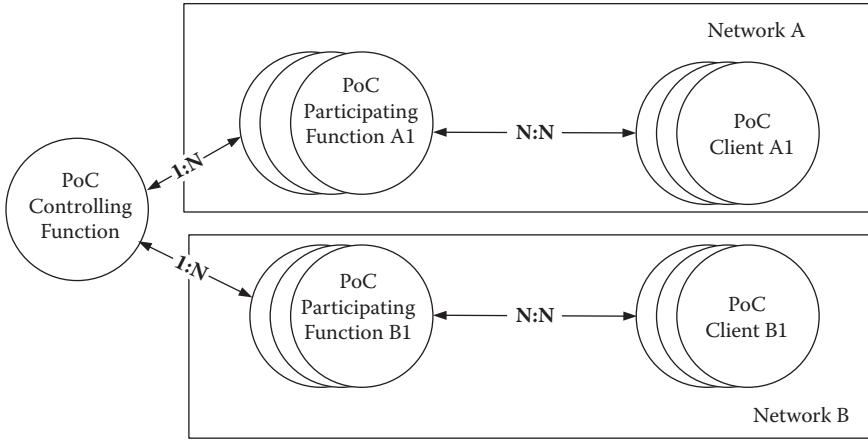 Network A
PoC
Participating
Function A1
N:N
PoC
Client A1
1:N
PoC
Controlling
Function
1:N
PoC
Participating
Function B1
N:N
PoC
Client B1
Network B